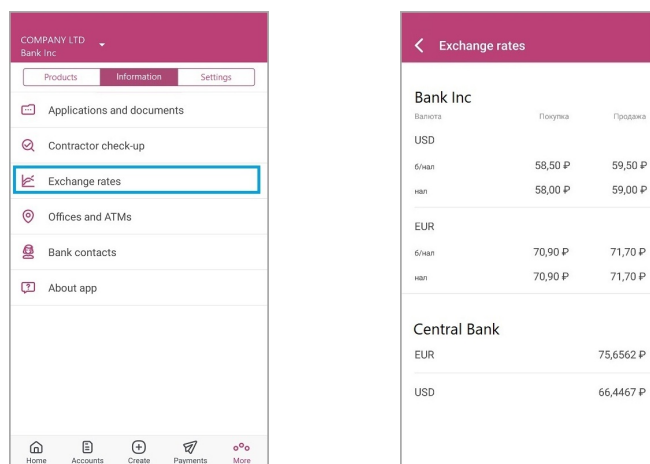 COMPANY LTD
Bank Inc
Products Information Settings
Applications and documents
Contractor check-up
Exchange rates
Offices and ATMs
Bank contacts
About app
Home Accounts Create Payments More
Exchange rates
Bank Inc
Валюта Покупка Продажа
USD
б/нал 58,50 ₽ 59,50 ₽
нал 58,00 ₽ 59,00 ₽
EUR
б/нал 70,90 ₽ 71,70 ₽
нал 70,90 ₽ 71,70 ₽
Central Bank
EUR 75,6562 ₽
USD 66,4467 ₽